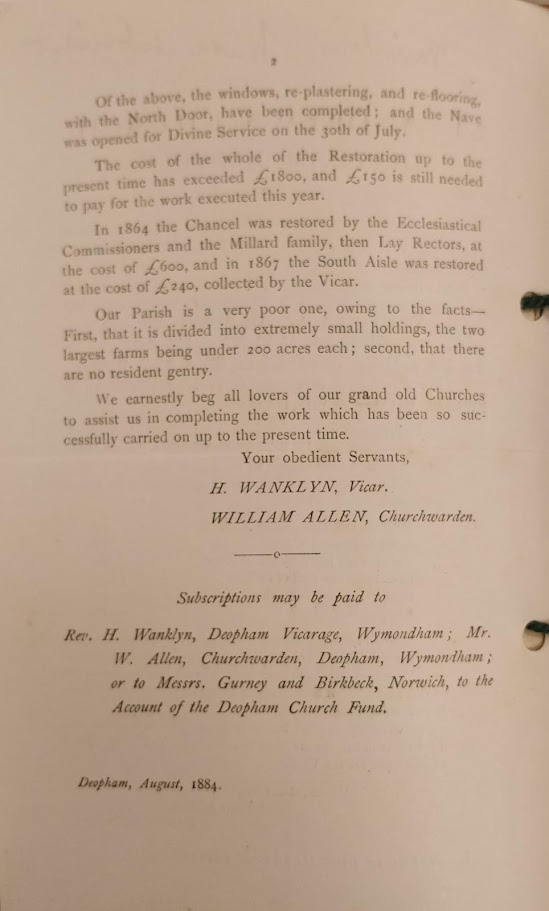 2
Of the above, the windows, re-plastering, and re-flooring,
with the North Door, have been completed; and the Nave
was opened for Divine Service on the 30th of July.
The cost of the whole of the Restoration up to the
present time has exceeded £1800, and £150 is still needed
to pay for the work executed this year.
In 1864 the Chancel was restored by the Ecclesiastical
Commissioners and the Millard family, then Lay Rectors, at
the cost of £600, and in 1867 the South Aisle was restored
at the cost of £240, collected by the Vicar.
Our Parish is a very poor one, owing to the facts—
First, that it is divided into extremely small holdings, the two
largest farms being under 200 acres each; second, that there
are no resident gentry.
We earnestly beg all lovers of our grand old Churches
to assist us in completing the work which has been so suc-
cessfully carried on up to the present time.
Your obedient Servants,
H. WANKLYN, Vicar.
WILLIAM ALLEN, Churchwarden.
Subscriptions may be paid to
Rev. H. Wanklyn, Deopham Vicarage, Wymondham; Mr.
W. Allen, Churchwarden, Deopham, Wymondham;
or to Messrs. Gurney and Birkbeck, Norwich, to the
Account of the Deopham Church Fund.
Deopham, August, 1884.